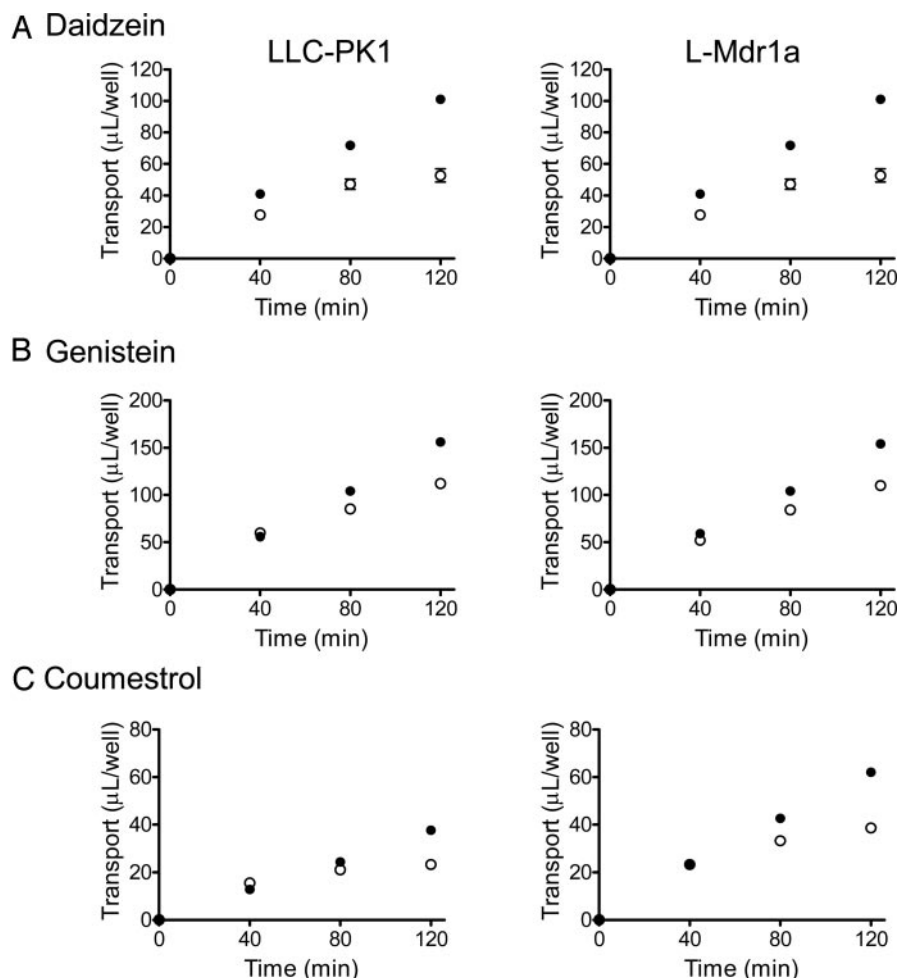 A Daidzein
LLC-PK1
L-Mdr1a
Transport (μL/well)
120
100
80
60
40
20
0
0 40 80 120
Time (min)
Transport (μL/well)
120
100
80
60
40
20
0
0 40 80 120
Time (min)
B Genistein
Transport (μL/well)
200
150
100
50
0
0 40 80 120
Time (min)
Transport (μL/well)
200
150
100
50
0
0 40 80 120
Time (min)
C Coumestrol
Transport (μL/well)
80
60
40
20
0
0 40 80 120
Time (min)
Transport (μL/well)
80
60
40
20
0
0 40 80 120
Time (min)